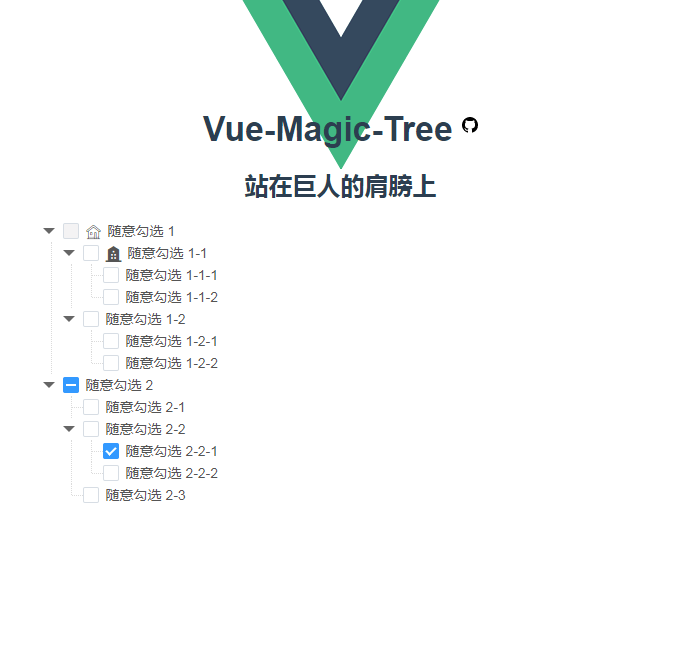 Vue-Magic-Tree
站在巨人的肩膀上
随意勾选 1
随意勾选 1-1
随意勾选 1-1-1
随意勾选 1-1-2
随意勾选 1-2
随意勾选 1-2-1
随意勾选 1-2-2
随意勾选 2
随意勾选 2-1
随意勾选 2-2
随意勾选 2-2-1
随意勾选 2-2-2
随意勾选 2-3